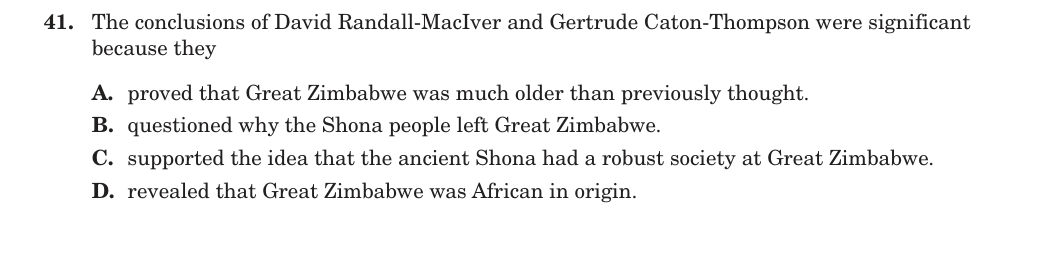 41. The conclusions of David Randall-MacIver and Gertrude Caton-Thompson were significant
because they
A. proved that Great Zimbabwe was much older than previously thought.
B. questioned why the Shona people left Great Zimbabwe.
C. supported the idea that the ancient Shona had a robust society at Great Zimbabwe.
D. revealed that Great Zimbabwe was African in origin.